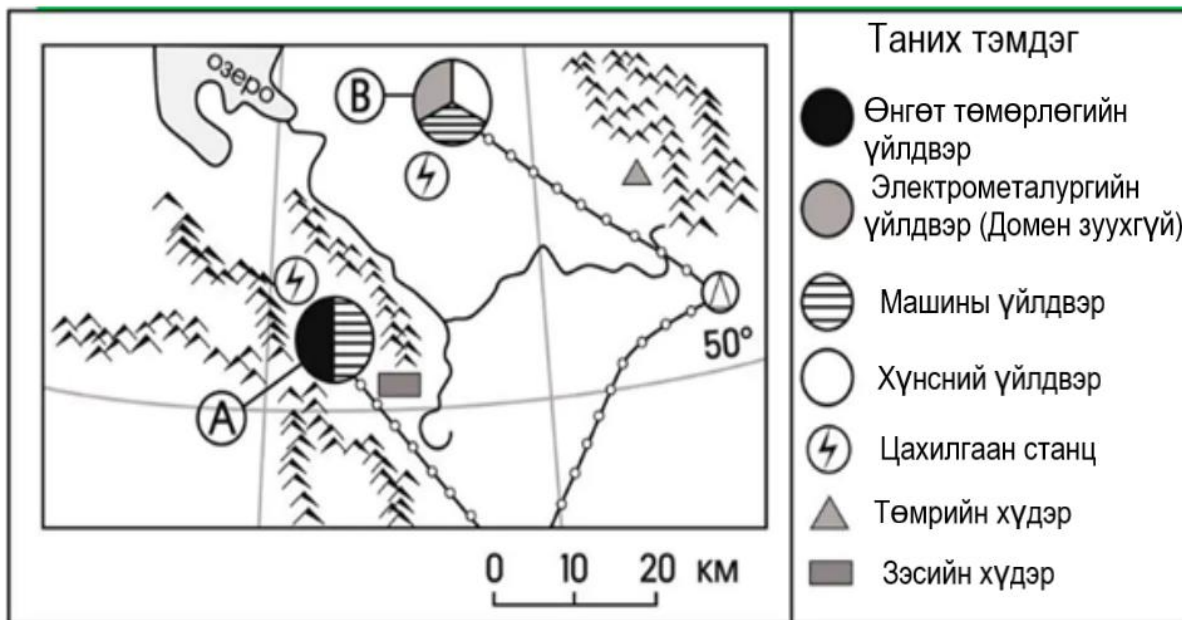 озеро
B
A
50°
0 10 20 км
Таних тэмдэг
Өнгөт төмөрлөгийн
үйлдвэр
Электрометалургийн
үйлдвэр (Домен зуухгүй)
Машины үйлдвэр
Хүнсний үйлдвэр
Цахилгаан станц
Төмрийн хүдэр
Зэсийн хүдэр